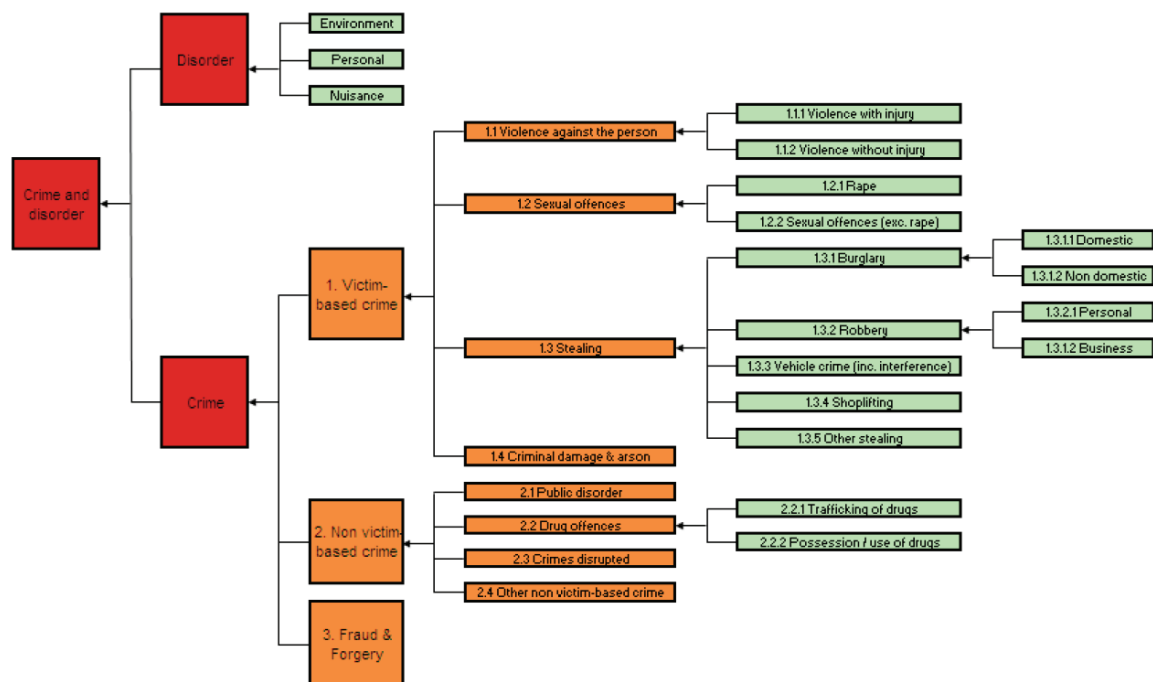 Environment
Disorder
Personal
Nuisance
Crime and
disorder
1.1 Violence against the person
1.1.1 Violence with injury
1.1.2 Violence without injury
1.2 Sexual offences
1.2.1 Rape
1.2.2 Sexual offences (exc. rape)
1. Victim-
based crime
1.3 Stealing
1.3.1 Burglary
1.3.1.1 Domestic
1.3.1.2 Non domestic
1.3.2 Robbery
1.3.2.1 Personal
1.3.1.2 Business
1.3.3 Vehicle crime (inc. interference)
1.3.4 Shoplifting
1.3.5 Other stealing
Crime
1.4 Criminal damage & arson
2. Non victim-
based crime
2.1 Public disorder
2.2 Drug offences
2.2.1 Trafficking of drugs
2.2.2 Possession / use of drugs
2.3 Crimes disrupted
2.4 Other non victim-based crime
3. Fraud &
Forgery